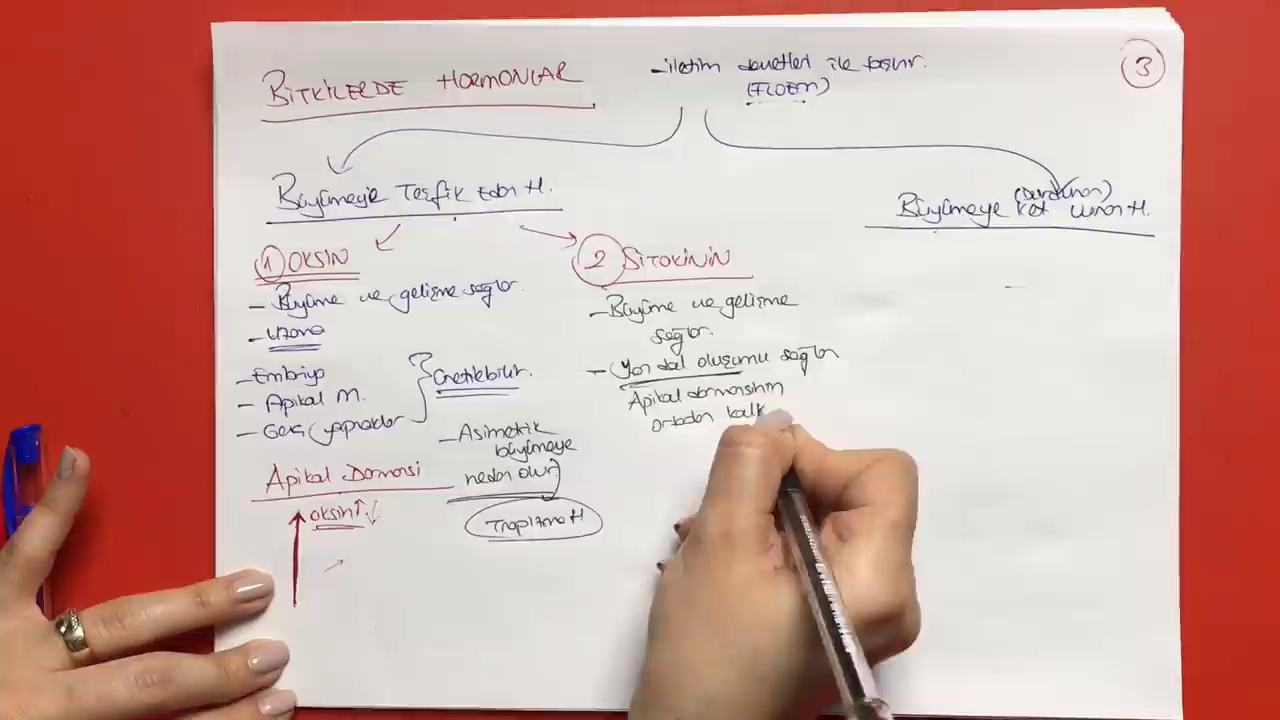 BİTKİLERDE HORMONLAR
-iletim demetleri ile taşınır.
(FLOEM)
3
Büyümeye Teşfik Eden H.
Büyümeye (Durduran) Ket vuran H.
1 OKSİN
- Büyüme ve gelişme sağlar.
- Uzama
- Embriyo
- Apikal M.
- Genç yapraklar
Üretilebilir.
Apikal Dormansi
oksin↑↓
- Asimetrik
büyümeye
neden olur
Tropizma H
2 SİTOKİNİN
- Büyüme ve gelişme
sağlar.
- Yan dal oluşumu sağlar
Apikal dormansinin
ortadan kalk